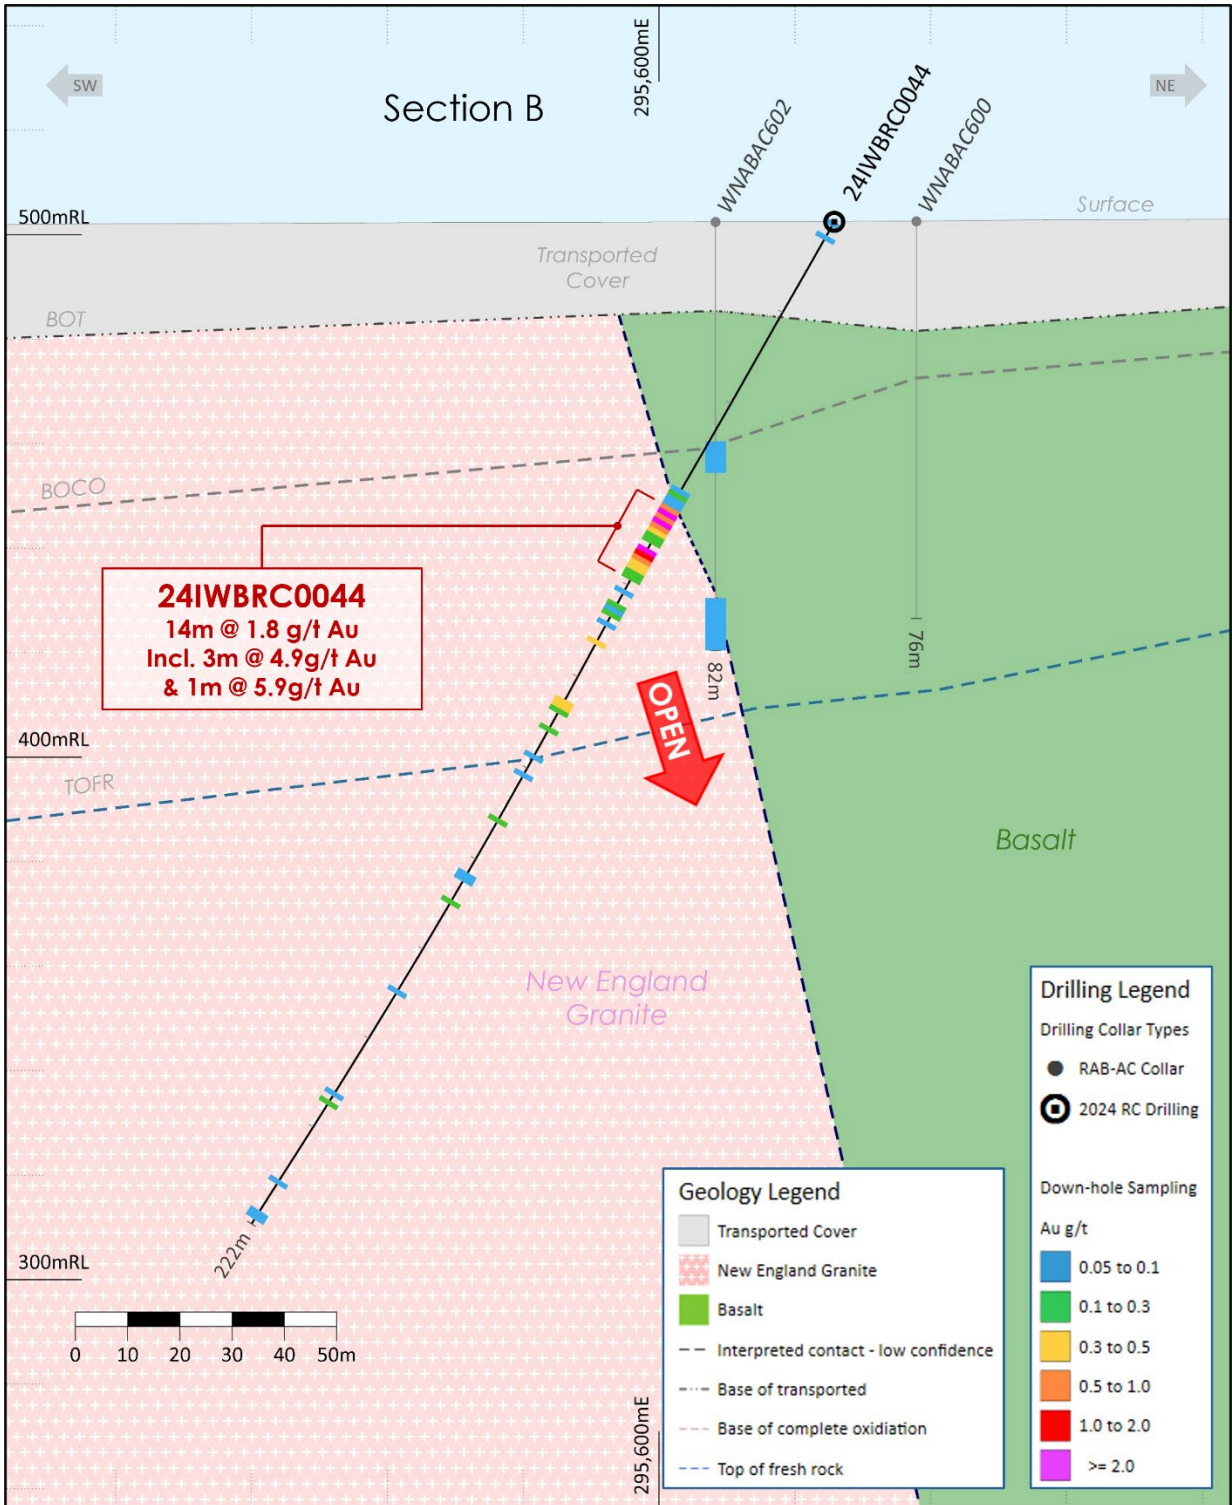 295,600mE
SW
NE
Section B
WNABAC602
24IWBRC0044
WNABAC600
500mRL
Surface
Transported
Cover
BOT
BOCO
24IWBRC0044
14m @ 1.8 g/t Au
Incl. 3m @ 4.9g/t Au
& 1m @ 5.9g/t Au
76m
82m
OPEN
400mRL
TOFR
Basalt
New England
Granite
222m
300mRL
0 10 20 30 40 50m
295,600mE
Geology Legend
Transported Cover
New England Granite
Basalt
Interpreted contact - low confidence
Base of transported
Base of complete oxidiation
Top of fresh rock
Drilling Legend
Drilling Collar Types
RAB-AC Collar
2024 RC Drilling
Down-hole Sampling
Au g/t
0.05 to 0.1
0.1 to 0.3
0.3 to 0.5
0.5 to 1.0
1.0 to 2.0
>= 2.0